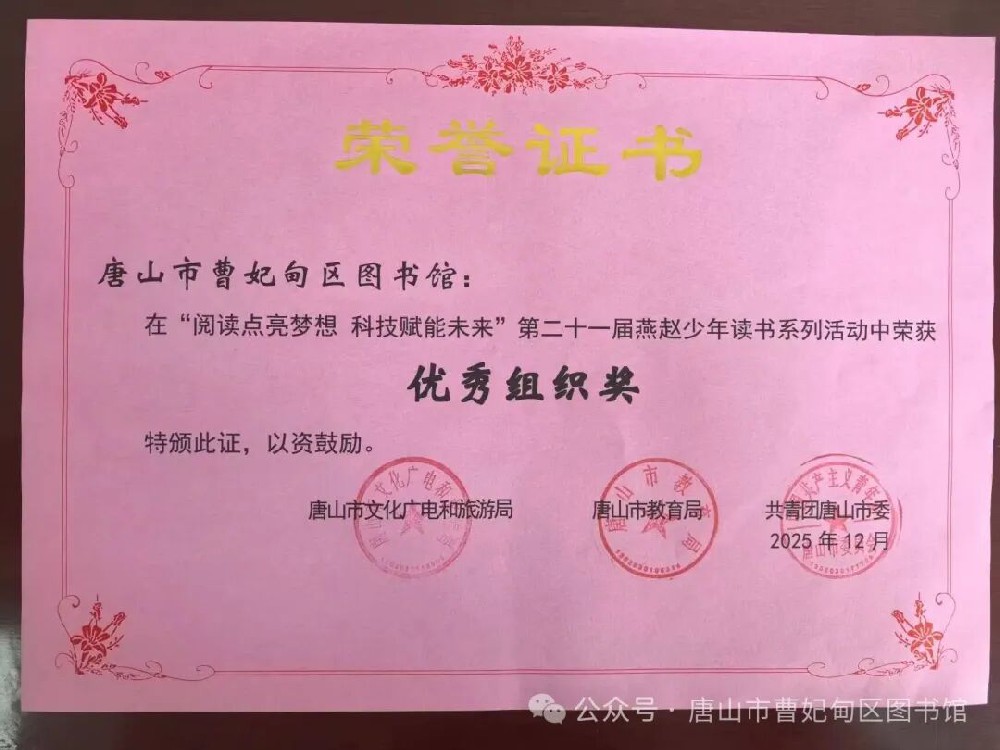 荣誉证书
唐山市曹妃甸区图书馆：
在“阅读点亮梦想 科技赋能未来”第二十一届燕赵少年读书系列活动中荣获
优秀组织奖
特颁此证，以资鼓励。
唐山市文化广电和旅游局 唐山市教育局 共青团唐山市委
2025年12月
公众号·唐山市曹妃甸区图书馆